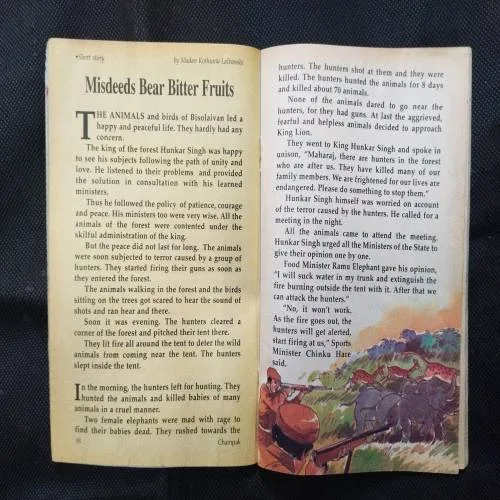 •Short story
by Madan Kothunia Lalbandia
Misdeeds Bear Bitter Fruits
THE ANIMALS and birds of Bisolaivan led a
happy and peaceful life. They hardly had any
concern.
The king of the forest Hunkar Singh was happy
to see his subjects following the path of unity and
love. He listened to their problems and provided
the solution in consultation with his learned
ministers.
Thus he followed the policy of patience, courage
and peace. His ministers too were very wise. All the
animals of the forest were contented under the
skilful administration of the king.
But the peace did not last for long. The animals
were soon subjected to terror caused by a group of
hunters. They started firing their guns as soon as
they entered the forest.
The animals walking in the forest and the birds
sitting on the trees got scared to hear the sound of
shots and ran hear and there.
Soon it was evening. The hunters cleared a
corner of the forest and pitched their tent there.
They lit fire all around the tent to deter the wild
animals from coming near the tent. The hunters
slept inside the tent.
In the morning, the hunters left for hunting. They
hunted the animals and killed babies of many
animals in a cruel manner.
Two female elephants were mad with rage to
find their babies dead. They rushed towards the
Champak
hunters. The hunters shot at them and they were
killed. The hunters hunted the animals for 8 days
and killed about 70 animals.
None of the animals dared to go near the
hunters, for they had guns. At last the aggrieved,
fearful and helpless animals decided to approach
King Lion.
They went to King Hunkar Singh and spoke in
unison, "Maharaj, there are hunters in the forest
who are after us. They have killed many of our
family members. We are frightened for our lives are
endangered. Please do something to stop them."
Hunkar Singh himself was worried on account
of the terror caused by the hunters. He called for a
meeting in the night.
All the animals came to attend the meeting.
Hunkar Singh urged all the Ministers of the State to
give their opinion one by one.
Food Minister Ramu Elephant gave his opinion,
"I will suck water in my trunk and extinguish the
fire burning outside the tent with it. After that we
can attack the hunters."
"No, it won't work.
As the fire goes out, the
hunters will get alerted,
start firing at us," Sports
Minister Chinku Hare
said.